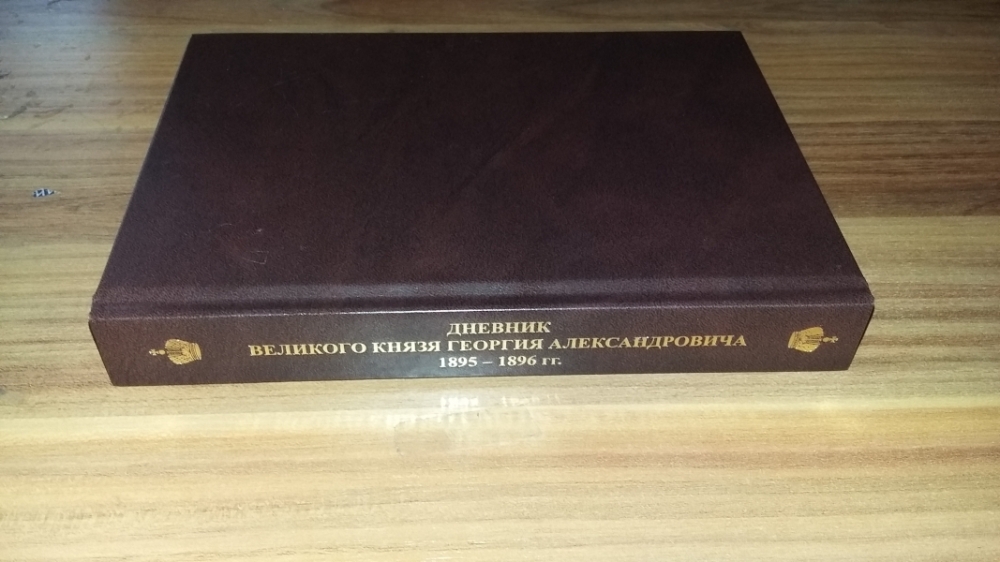 ДНЕВНИК
ВЕЛИКОГО КНЯЗЯ ГЕОРГИЯ АЛЕКСАНДРОВИЧА
1895 – 1896 гг.